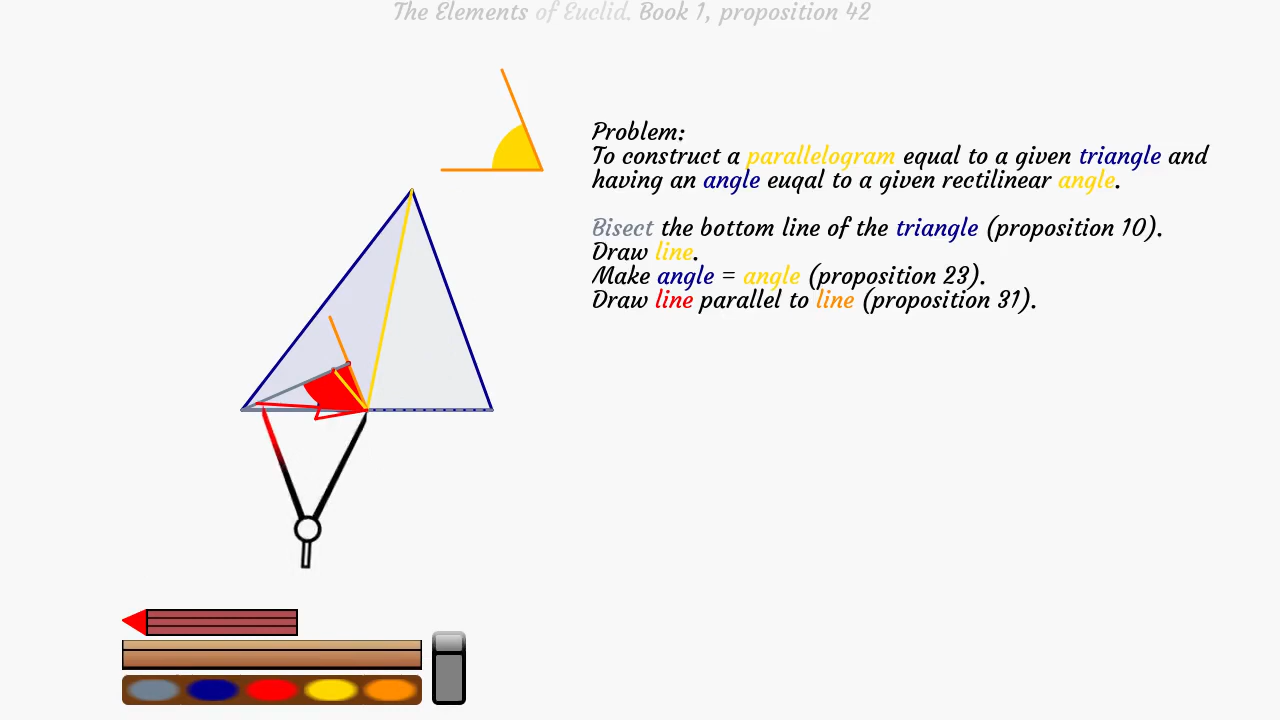 The Elements of Euclid. Book 1, proposition 42
Problem:
To construct a parallelogram equal to a given triangle and
having an angle euqal to a given rectilinear angle.
Bisect the bottom line of the triangle (proposition 10).
Draw line.
Make angle = angle (proposition 23).
Draw line parallel to line (proposition 31).